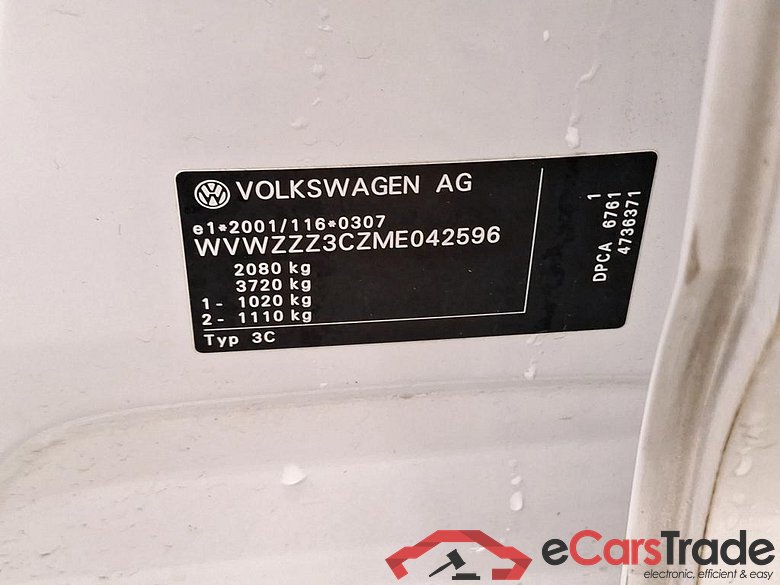 VOLKSWAGEN AG
e1*2001/116*0307
WVWZZZ3CZME042596
2080 kg
3720 kg
1- 1020 kg
2- 1110 kg
Typ 3C
1
DPCA 6761
4736371
eCarsTrade
electronic, efficient & easy